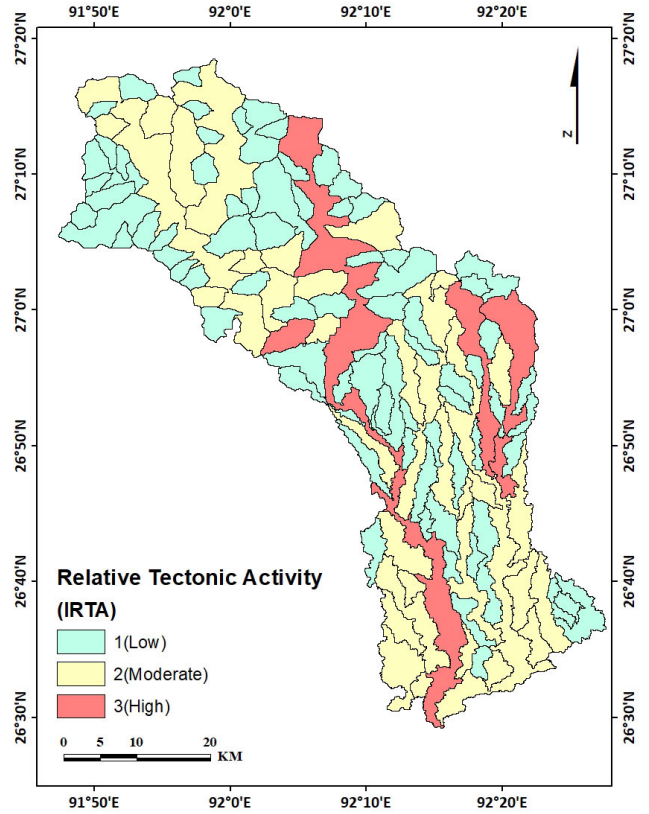 91°50'E 92°0'E 92°10'E 92°20'E
27°20'N 27°20'N
N
27°10'N 27°10'N
27°0'N 27°0'N
26°50'N 26°50'N
26°40'N 26°40'N
Relative Tectonic Activity
(IRTA)
1(Low)
2(Moderate)
3(High)
26°30'N 26°30'N
0 5 10 20
KM
91°50'E 92°0'E 92°10'E 92°20'E